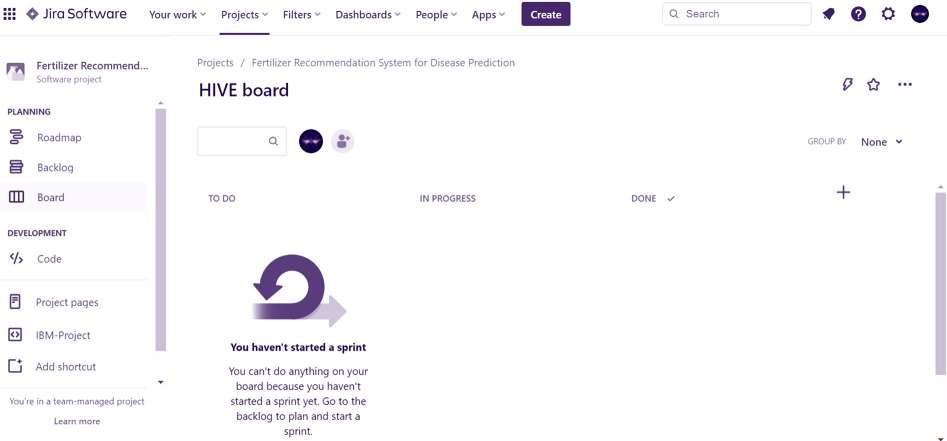 Jira Software
Your work
Projects
Filters
Dashboards
People
Apps
Create
Search
Fertilizer Recommend...
Software project
PLANNING
Roadmap
Backlog
Board
DEVELOPMENT
Code
Project pages
IBM-Project
Add shortcut
You're in a team-managed project
Learn more
Projects / Fertilizer Recommendation System for Disease Prediction
HIVE board
GROUP BY None
TO DO
IN PROGRESS
DONE
You haven't started a sprint
You can't do anything on your
board because you haven't
started a sprint yet. Go to the
backlog to plan and start a
sprint.